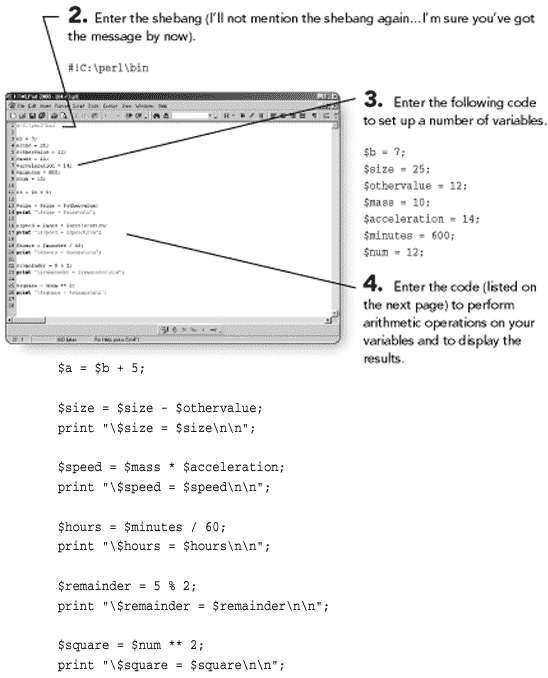 2. Enter the shebang (I'll not mention the shebang again...I'm sure you've got
the message by now).
#!C:\perl\bin
3. Enter the following code
to set up a number of variables.
$b = 7;
$size = 25;
$othervalue = 12;
$mass = 10;
$acceleration = 14;
$minutes = 600;
$num = 12;
4. Enter the code (listed on
the next page) to perform
arithmetic operations on your
variables and to display the
results.
$a = $b + 5;
$size = $size - $othervalue;
print "\$size = $size\n\n";
$speed = $mass * $acceleration;
print "\$speed = $speed\n\n";
$hours = $minutes / 60;
print "\$hours = $hours\n\n";
$remainder = 5 % 2;
print "\$remainder = $remainder\n\n";
$square = $num ** 2;
print "\$square = $square\n\n";